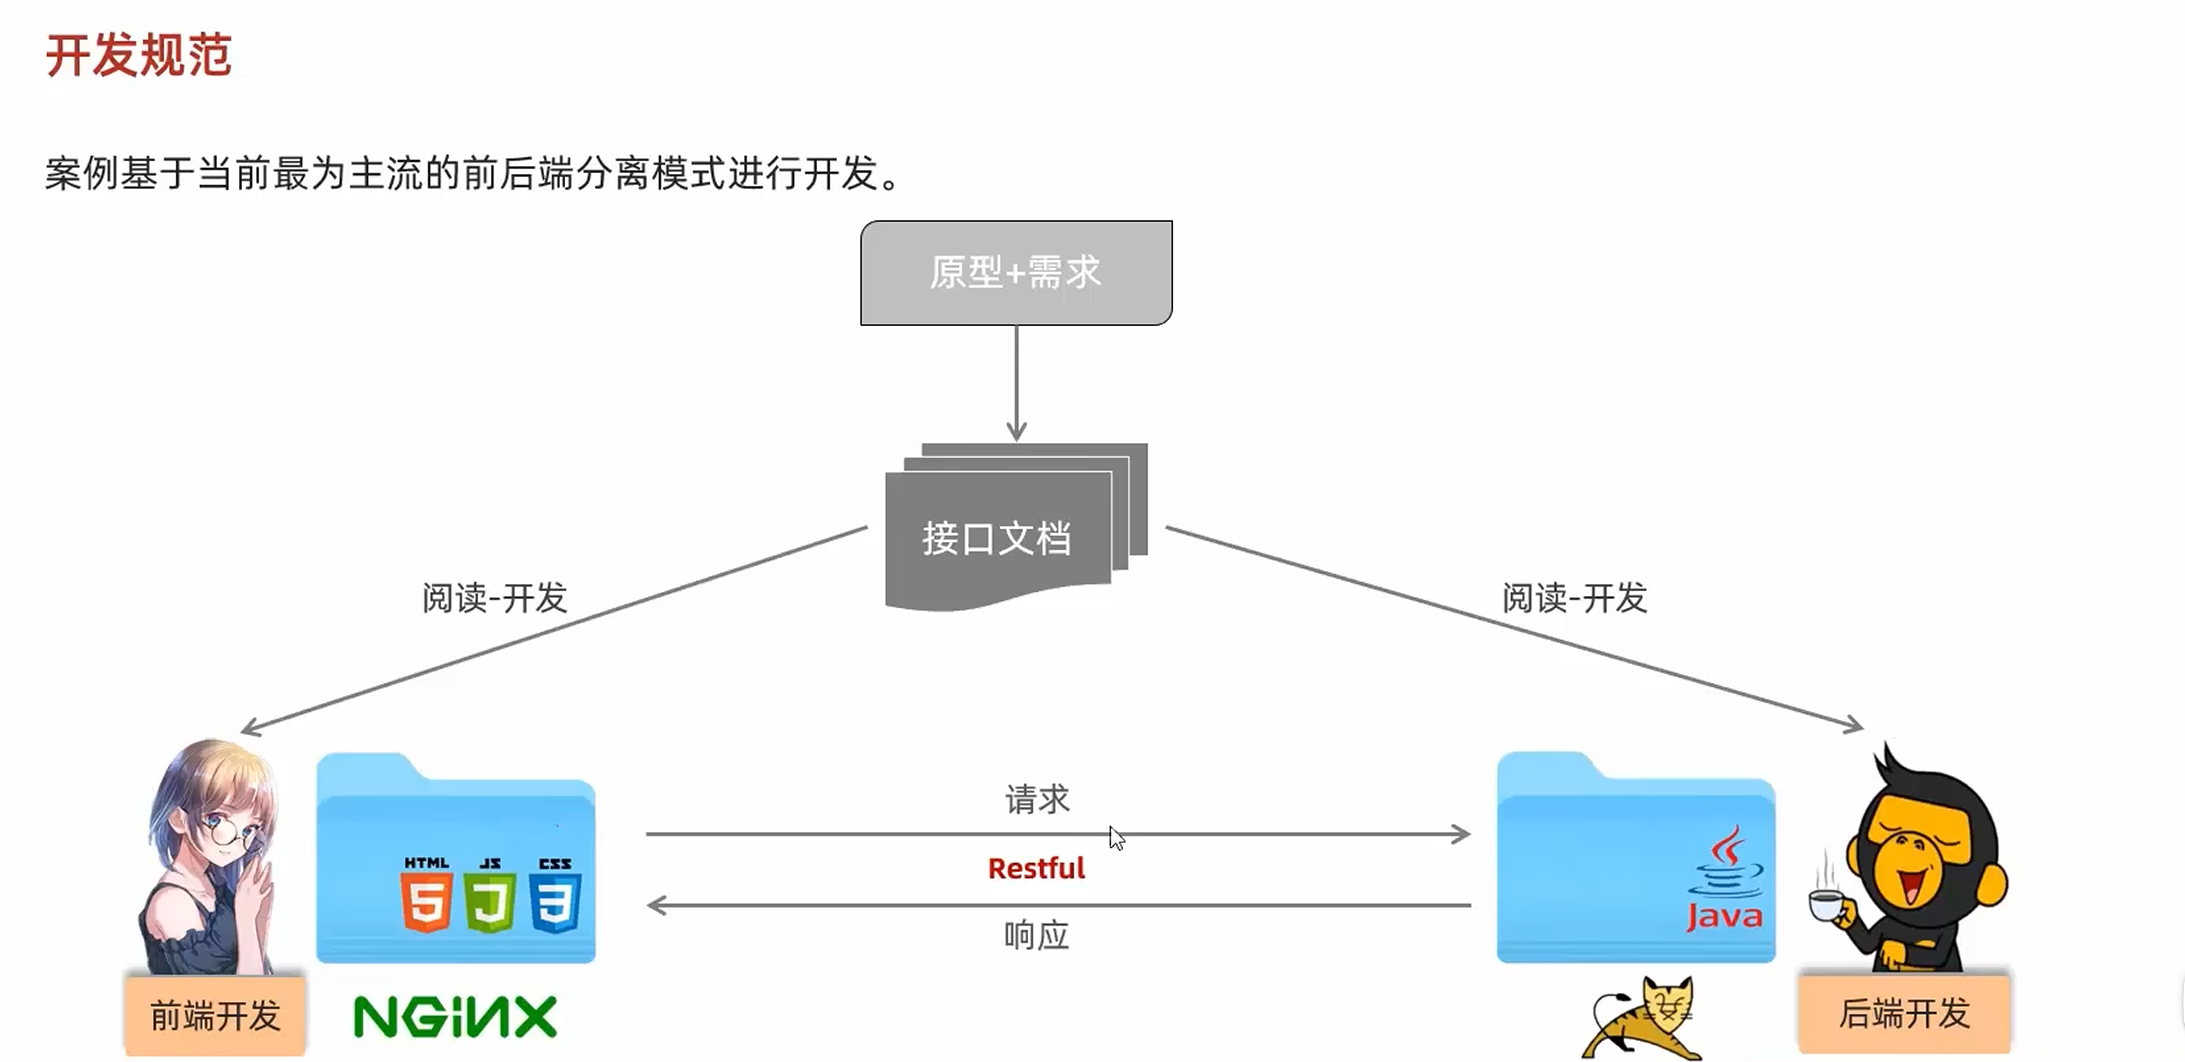 开发规范
案例基于当前最为主流的前后端分离模式进行开发。
原型+需求
接口文档
阅读-开发
阅读-开发
请求
Restful
响应
HTML
JS
CSS
5
3
Java
前端开发
NGiNX
后端开发